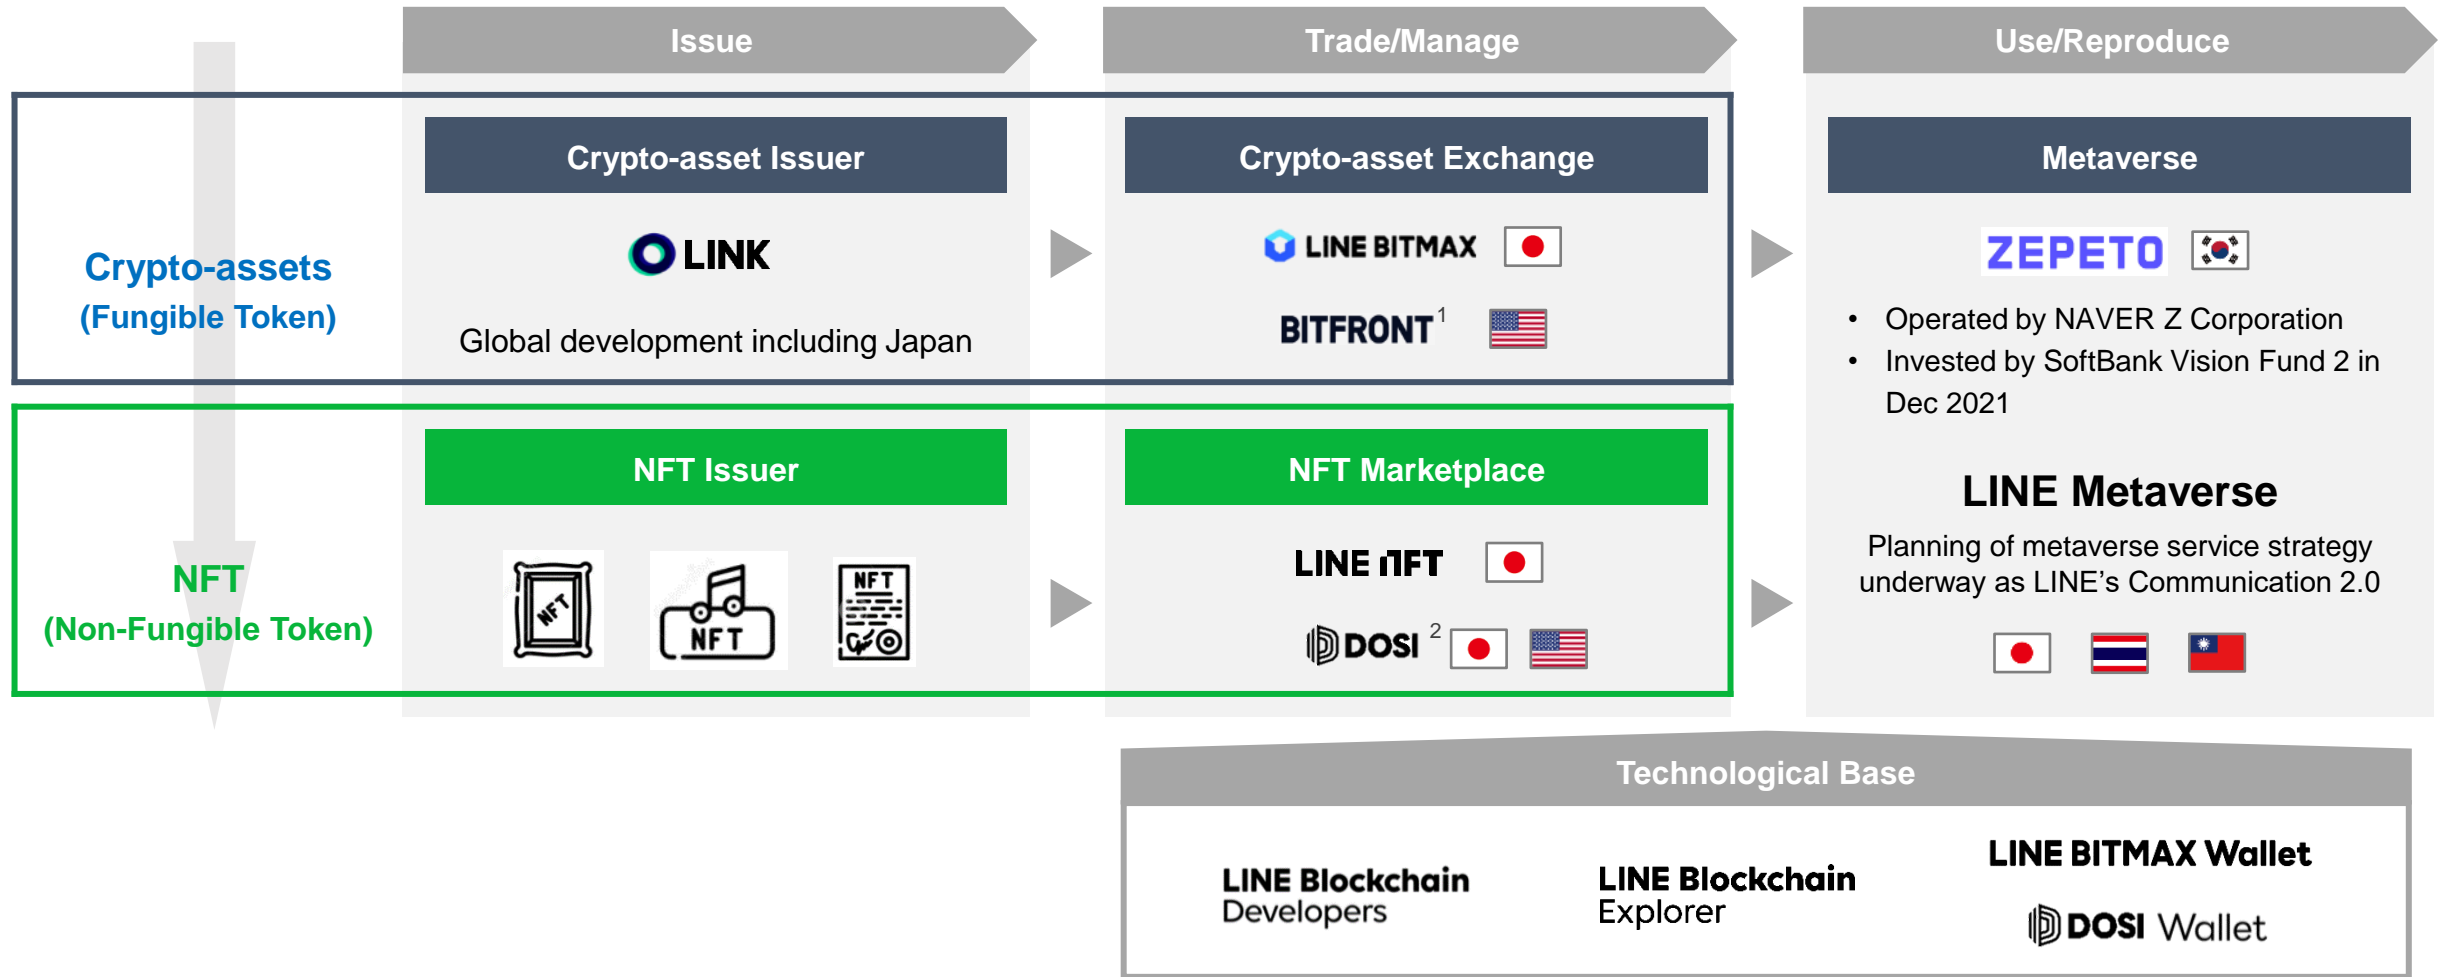 Issue
Trade/Manage
Use/Reproduce
Crypto-assets
(Fungible Token)
Crypto-asset Issuer
LINK
Global development including Japan
Crypto-asset Exchange
LINE BITMAX
BITFRONT1
Metaverse
ZEPETO
• Operated by NAVER Z Corporation
• Invested by SoftBank Vision Fund 2 in
Dec 2021
LINE Metaverse
Planning of metaverse service strategy
underway as LINE’s Communication 2.0
NFT
(Non-Fungible Token)
NFT Issuer
NFT
NFT
NFT
NFT Marketplace
LINE NFT
DOSI 2
Technological Base
LINE Blockchain
Developers
LINE Blockchain
Explorer
LINE BITMAX Wallet
DOSI Wallet